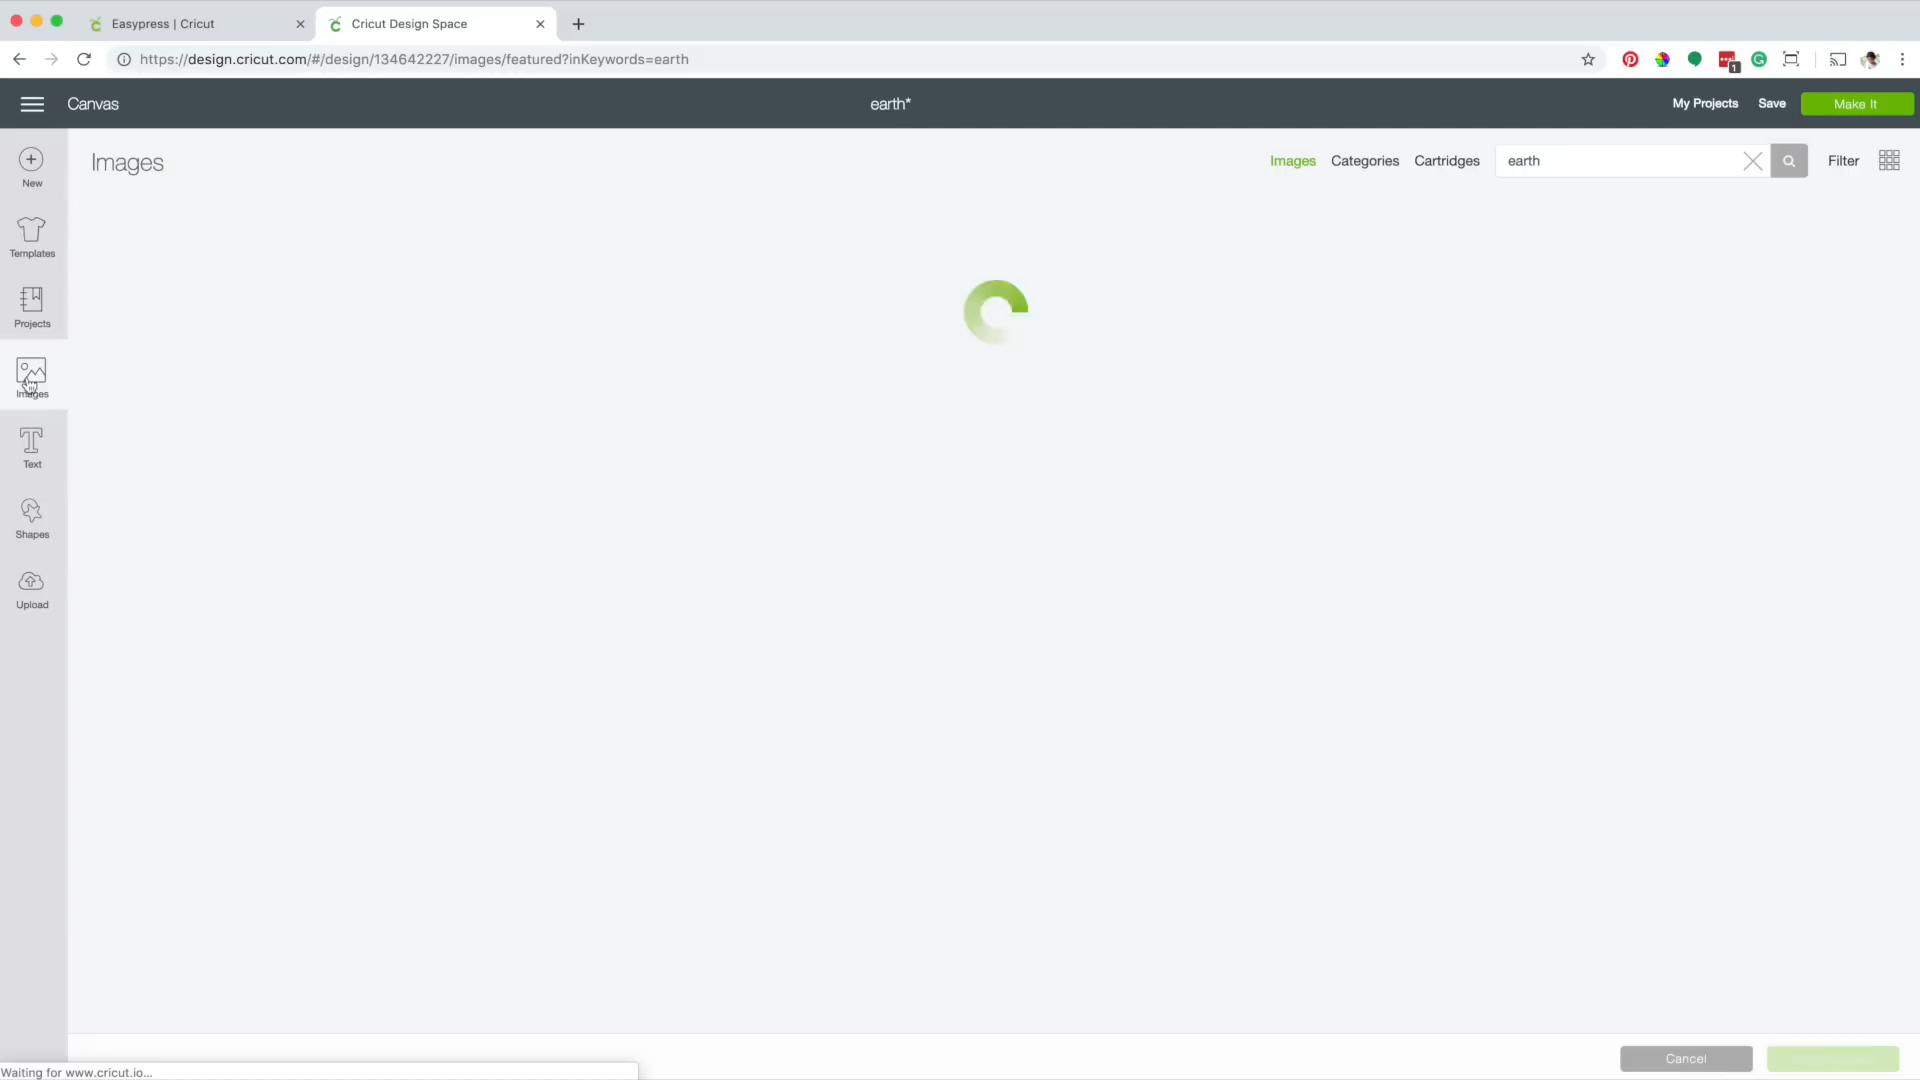 Easypress | Cricut
Cricut Design Space
https://design.cricut.com/#/design/134642227/images/featured?inKeywords=earth
1
Canvas
earth*
My Projects
Save
Make It
New
Templates
Projects
Images
Text
Shapes
Upload
Images
Images
Categories
Cartridges
earth
Filter
Cancel
Waiting for www.cricut.io...